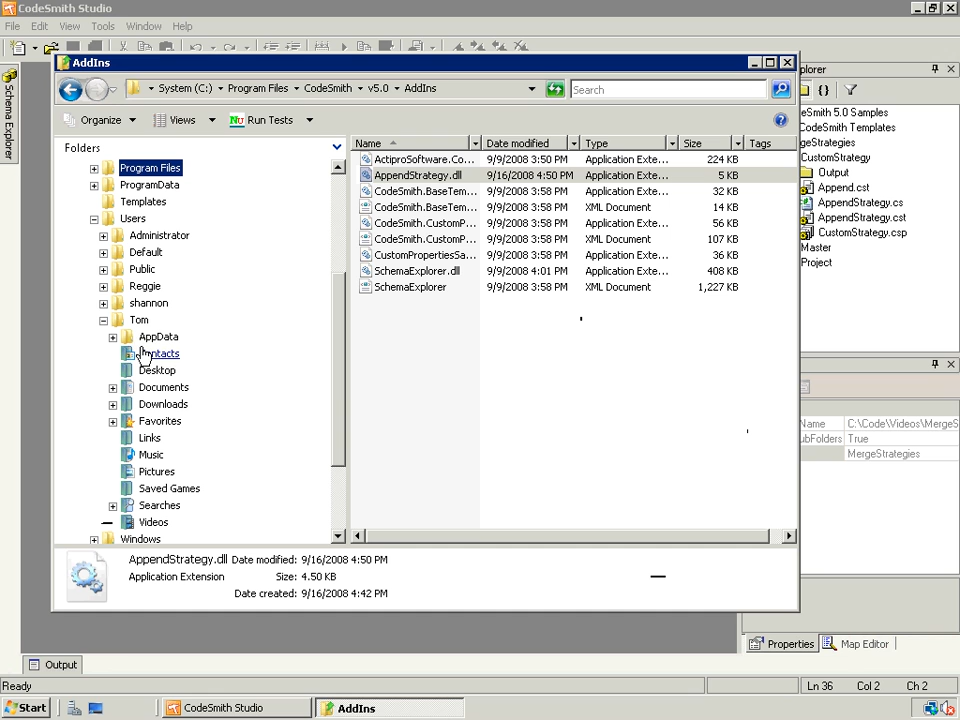 CodeSmith Studio
File Edit View Tools Window Help
AddIns
System (C:) Program Files CodeSmith v5.0 AddIns
Search
Organize Views Run Tests
Folders
Program Files
ProgramData
Templates
Users
Administrator
Default
Public
Reggie
shannon
Tom
AppData
Contacts
Desktop
Documents
Downloads
Favorites
Links
Music
Pictures
Saved Games
Searches
Videos
Windows
Name Date modified Type Size Tags
ActiproSoftware.Co... 9/9/2008 3:50 PM Application Exte... 224 KB
AppendStrategy.dll 9/16/2008 4:50 PM Application Exte... 5 KB
CodeSmith.BaseTem... 9/9/2008 3:58 PM Application Exte... 32 KB
CodeSmith.BaseTem... 9/9/2008 3:58 PM XML Document 14 KB
CodeSmith.CustomP... 9/9/2008 3:58 PM Application Exte... 56 KB
CodeSmith.CustomP... 9/9/2008 3:58 PM XML Document 107 KB
CustomPropertiesSa... 9/9/2008 3:58 PM Application Exte... 36 KB
SchemaExplorer.dll 9/9/2008 4:01 PM Application Exte... 408 KB
SchemaExplorer 9/9/2008 3:58 PM XML Document 1,227 KB
AppendStrategy.dll Date modified: 9/16/2008 4:50 PM
Application Extension Size: 4.50 KB
Date created: 9/16/2008 4:42 PM
Schema Explorer
plorer
CodeSmith 5.0 Samples
CodeSmith Templates
rgeStrategies
CustomStrategy
Output
Append.cst
AppendStrategy.cs
AppendStrategy.cst
CustomStrategy.csp
Master
Project
Name C:\Code\Videos\MergeS
ubFolders True
MergeStrategies
Properties Map Editor
Output
Ready Ln 36 Col 2 Ch 2
Start CodeSmith Studio AddIns